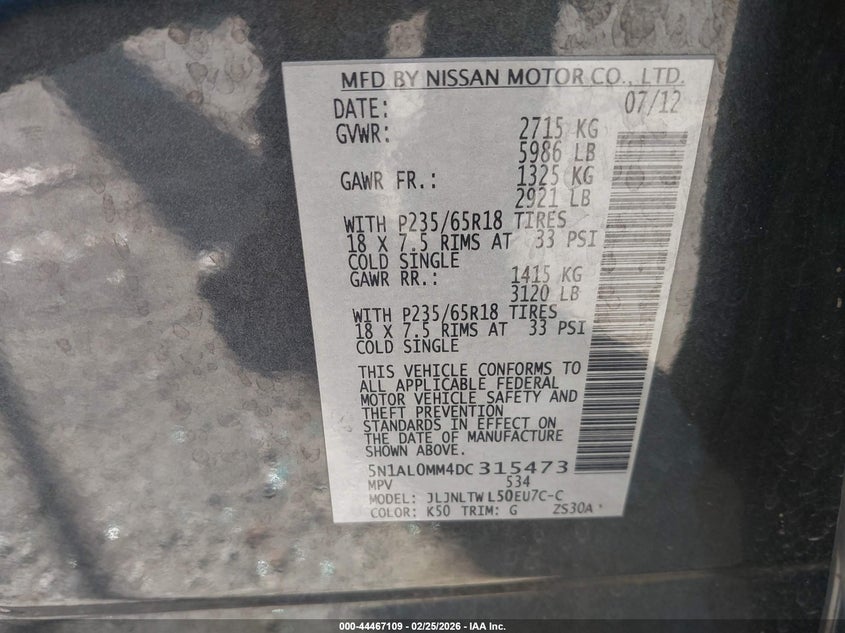 MFD BY NISSAN MOTOR CO., LTD.
DATE: 07/12
GVWR: 2715 KG
5986 LB
GAWR FR.: 1325 KG
2921 LB
WITH P235/65R18 TIRES
18 X 7.5 RIMS AT 33 PSI
COLD SINGLE
GAWR RR.: 1415 KG
3120 LB
WITH P235/65R18 TIRES
18 X 7.5 RIMS AT 33 PSI
COLD SINGLE
THIS VEHICLE CONFORMS TO
ALL APPLICABLE FEDERAL
MOTOR VEHICLE SAFETY AND
THEFT PREVENTION
STANDARDS IN EFFECT ON
THE DATE OF MANUFACTURE
SHOWN ABOVE.
5N1AL0MM4DC 315473
MPV 534
MODEL: JLJNLTW L50EU7C-C
COLOR: K50 TRIM: G ZS30A
000-44467109 - 02/25/2026 - IAA Inc.